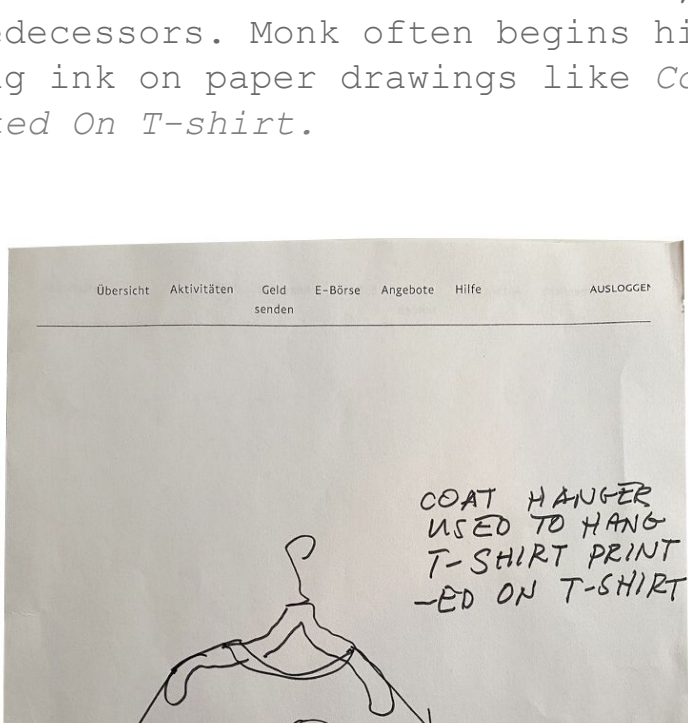 decessors. Monk often begins hi
ink on paper drawings like Co
ted On T-shirt.
Übersicht Aktivitäten Geld senden E-Börse Angebote Hilfe AUSLOGGEN
COAT HANGER
USED TO HANG
T-SHIRT PRINT
-ED ON T-SHIRT